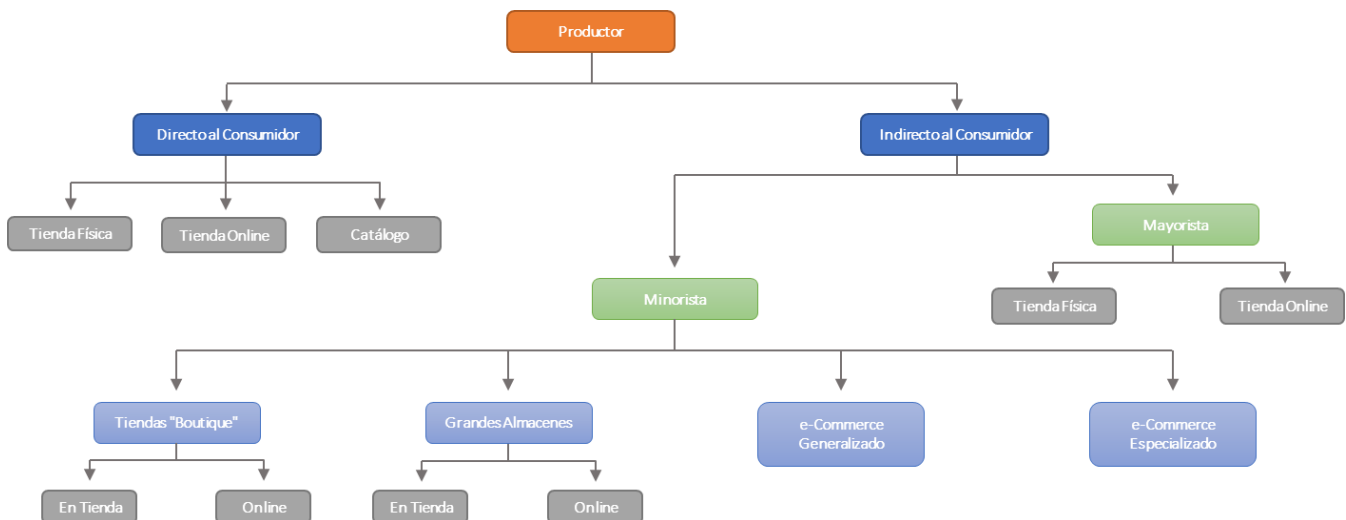 Productor
Directo al Consumidor
Indirecto al Consumidor
Tienda Física
Tienda Online
Catálogo
Mayorista
Minorista
Tienda Física
Tienda Online
Tiendas "Boutique"
Grandes Almacenes
e-Commerce
Generalizado
e-Commerce
Especializado
En Tienda
Online
En Tienda
Online